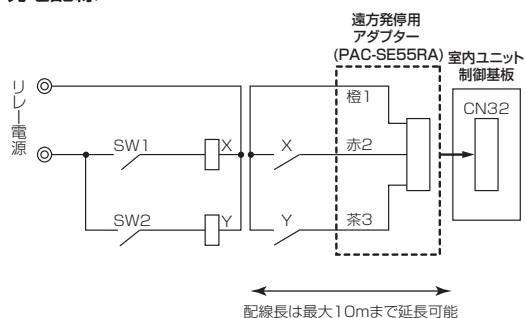 遠方発停用
アダプター
(PAC-SE55RA)
室内ユニット
制御基板
リレー電源
橙1
CN32
SW1
X
X
赤2
SW2
Y
Y
茶3
配線長は最大10mまで延長可能